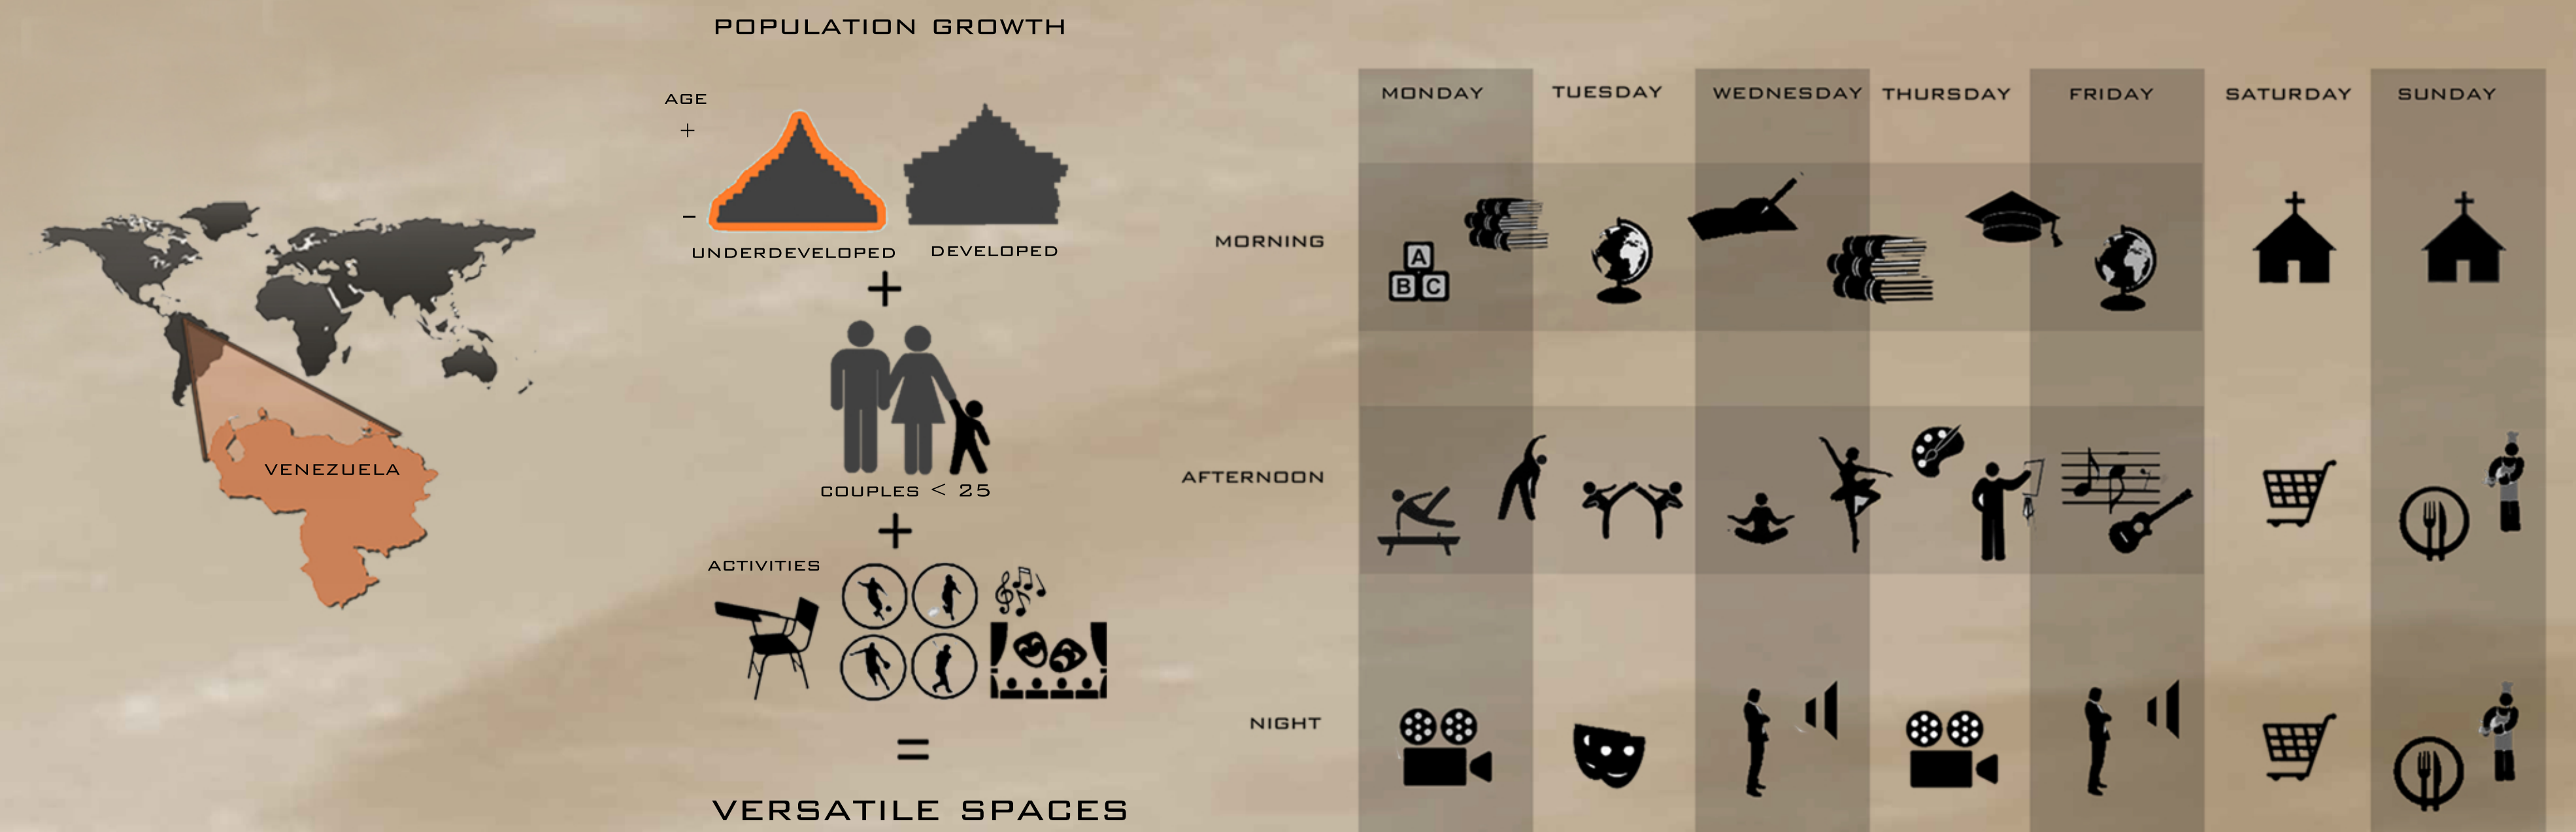 POPULATION GROWTH
AGE
+
-
UNDERDEVELOPED
DEVELOPED
+
COUPLES < 25
+
ACTIVITIES
=
VERSATILE SPACES
VENEZUELA
MONDAY TUESDAY WEDNESDAY THURSDAY FRIDAY SATURDAY SUNDAY
MORNING
A
B C
AFTERNOON
NIGHT